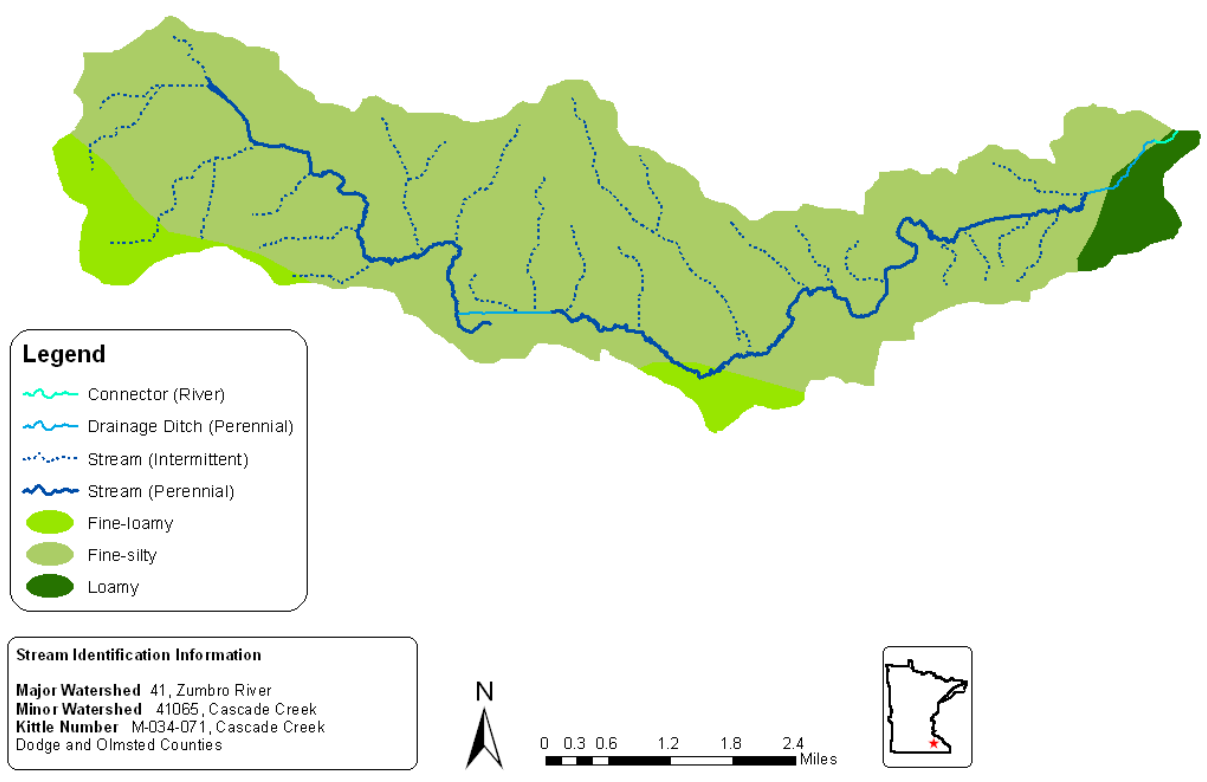 Legend
Connector (River)
Drainage Ditch (Perennial)
Stream (Intermittent)
Stream (Perennial)
Fine-loamy
Fine-silty
Loamy
Stream Identification Information
Major Watershed 41, Zumbro River
Minor Watershed 41065, Cascade Creek
Kittle Number M-034-071, Cascade Creek
Dodge and Olmsted Counties
N
0 0.3 0.6 1.2 1.8 2.4
Miles